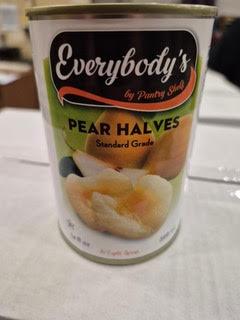 Everybody's
by Pantry Shelf
PEAR HALVES
Standard Grade
In Light Syrup